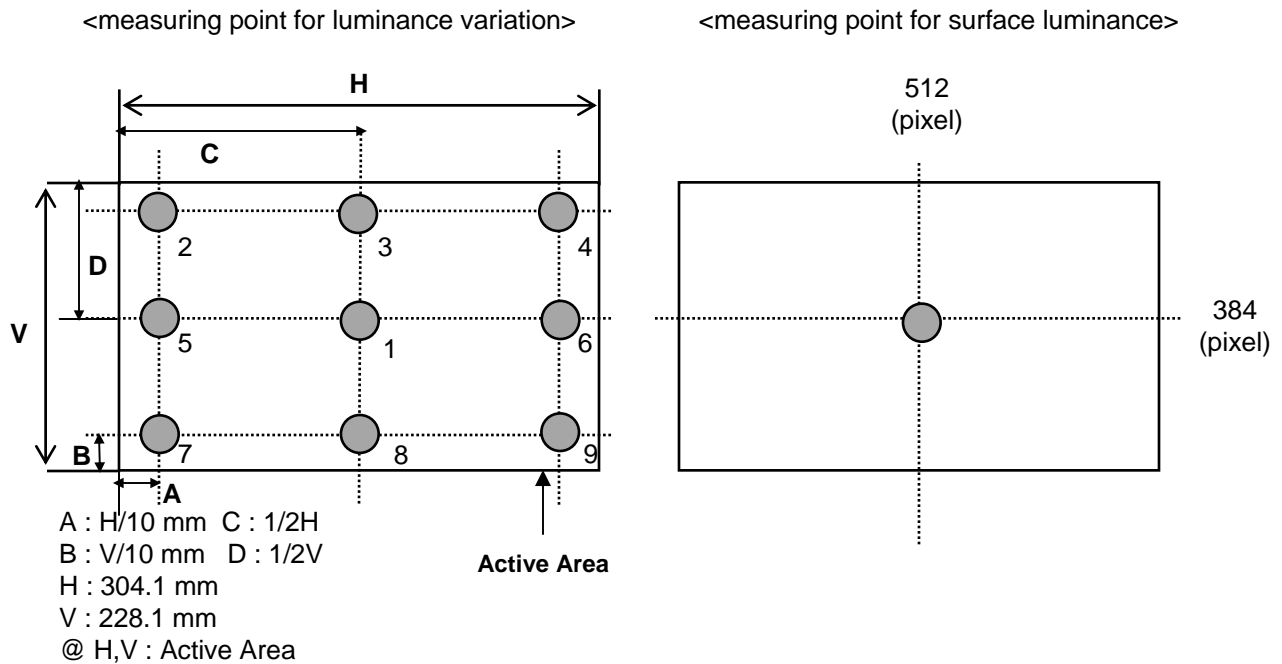 <measuring point for luminance variation>
<measuring point for surface luminance>
H
512
(pixel)
C
2
3
4
D
V
5
1
6
384
(pixel)
B
7
8
9
A
A : H/10 mm C : 1/2H
B : V/10 mm D : 1/2V
H : 304.1 mm
V : 228.1 mm
@ H,V : Active Area
Active Area